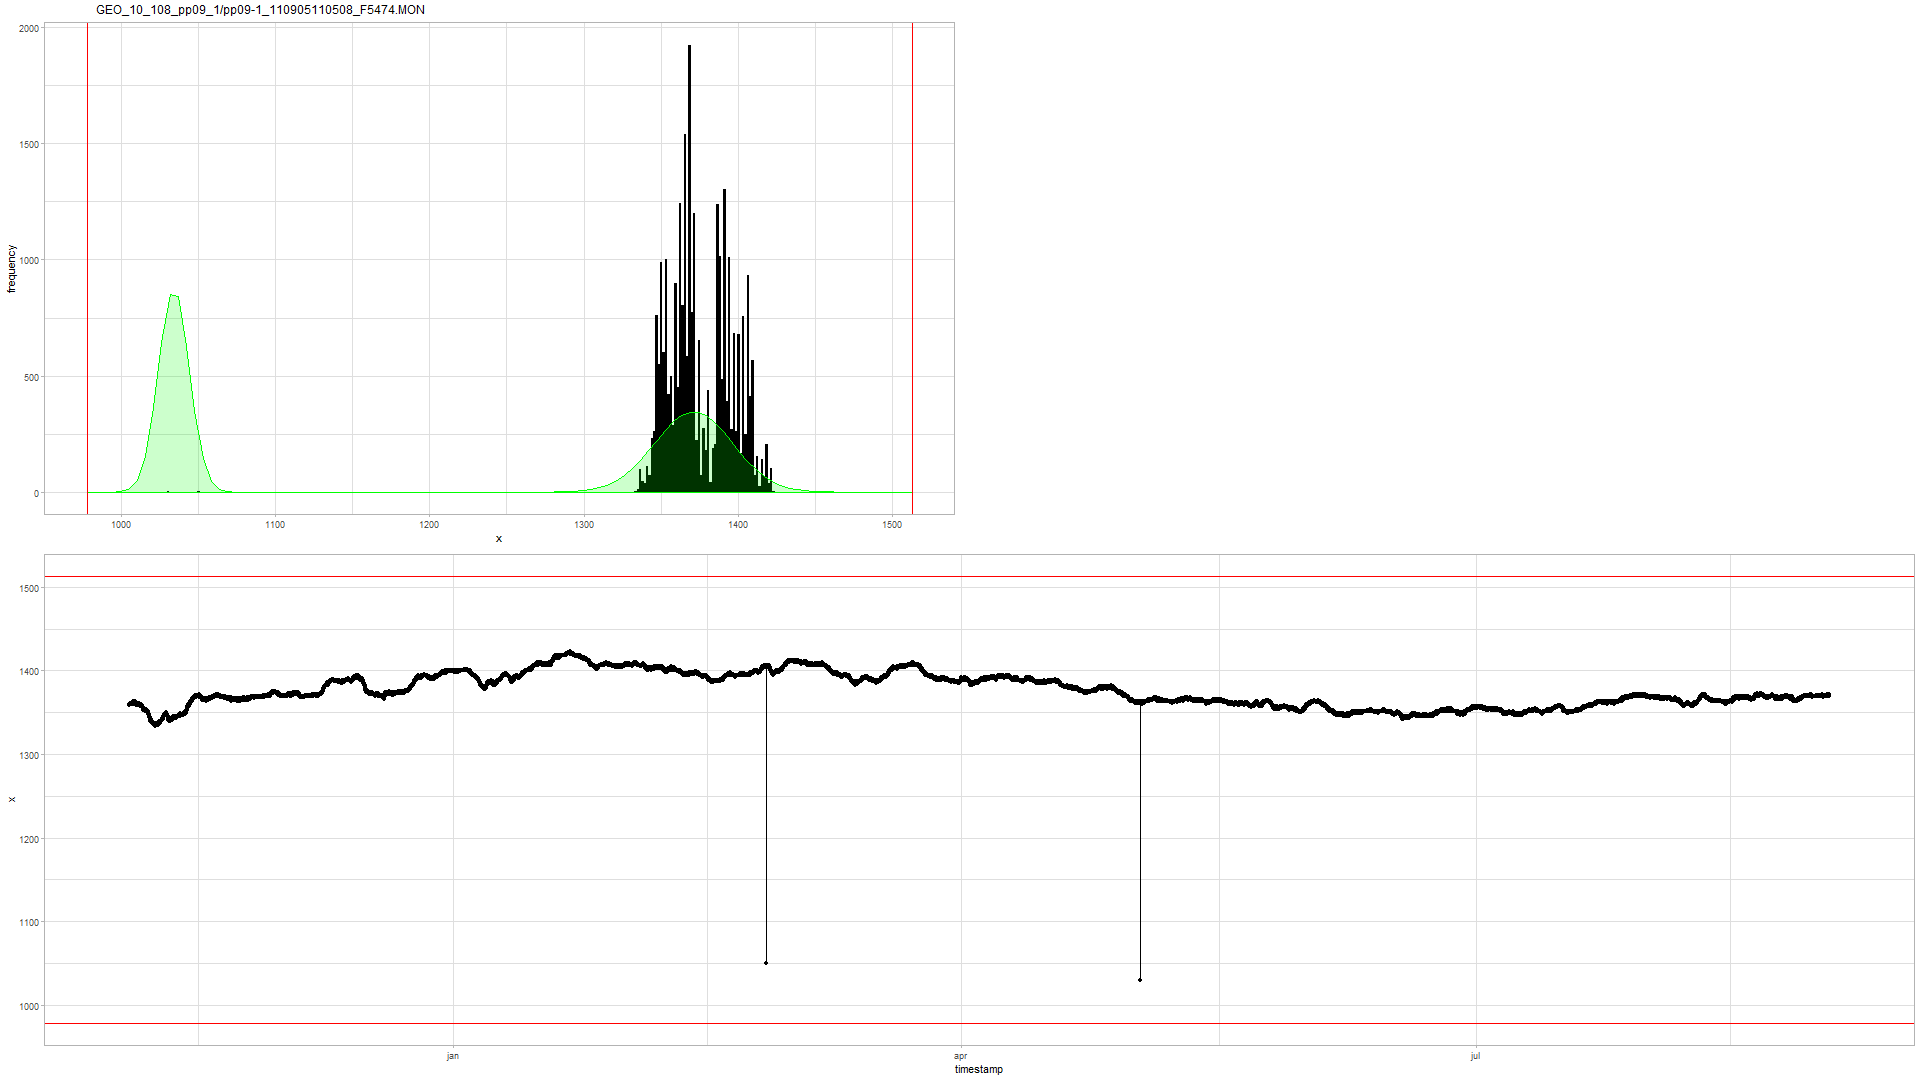 GEO_10_108_pp09_1/pp09-1_110905110508_F5474.MON
2000
1500
1000
500
0
frequency
1000 1100 1200 1300 1400 1500
x
1500
1400
1300
1200
1100
1000
x
jan apr jul
timestamp